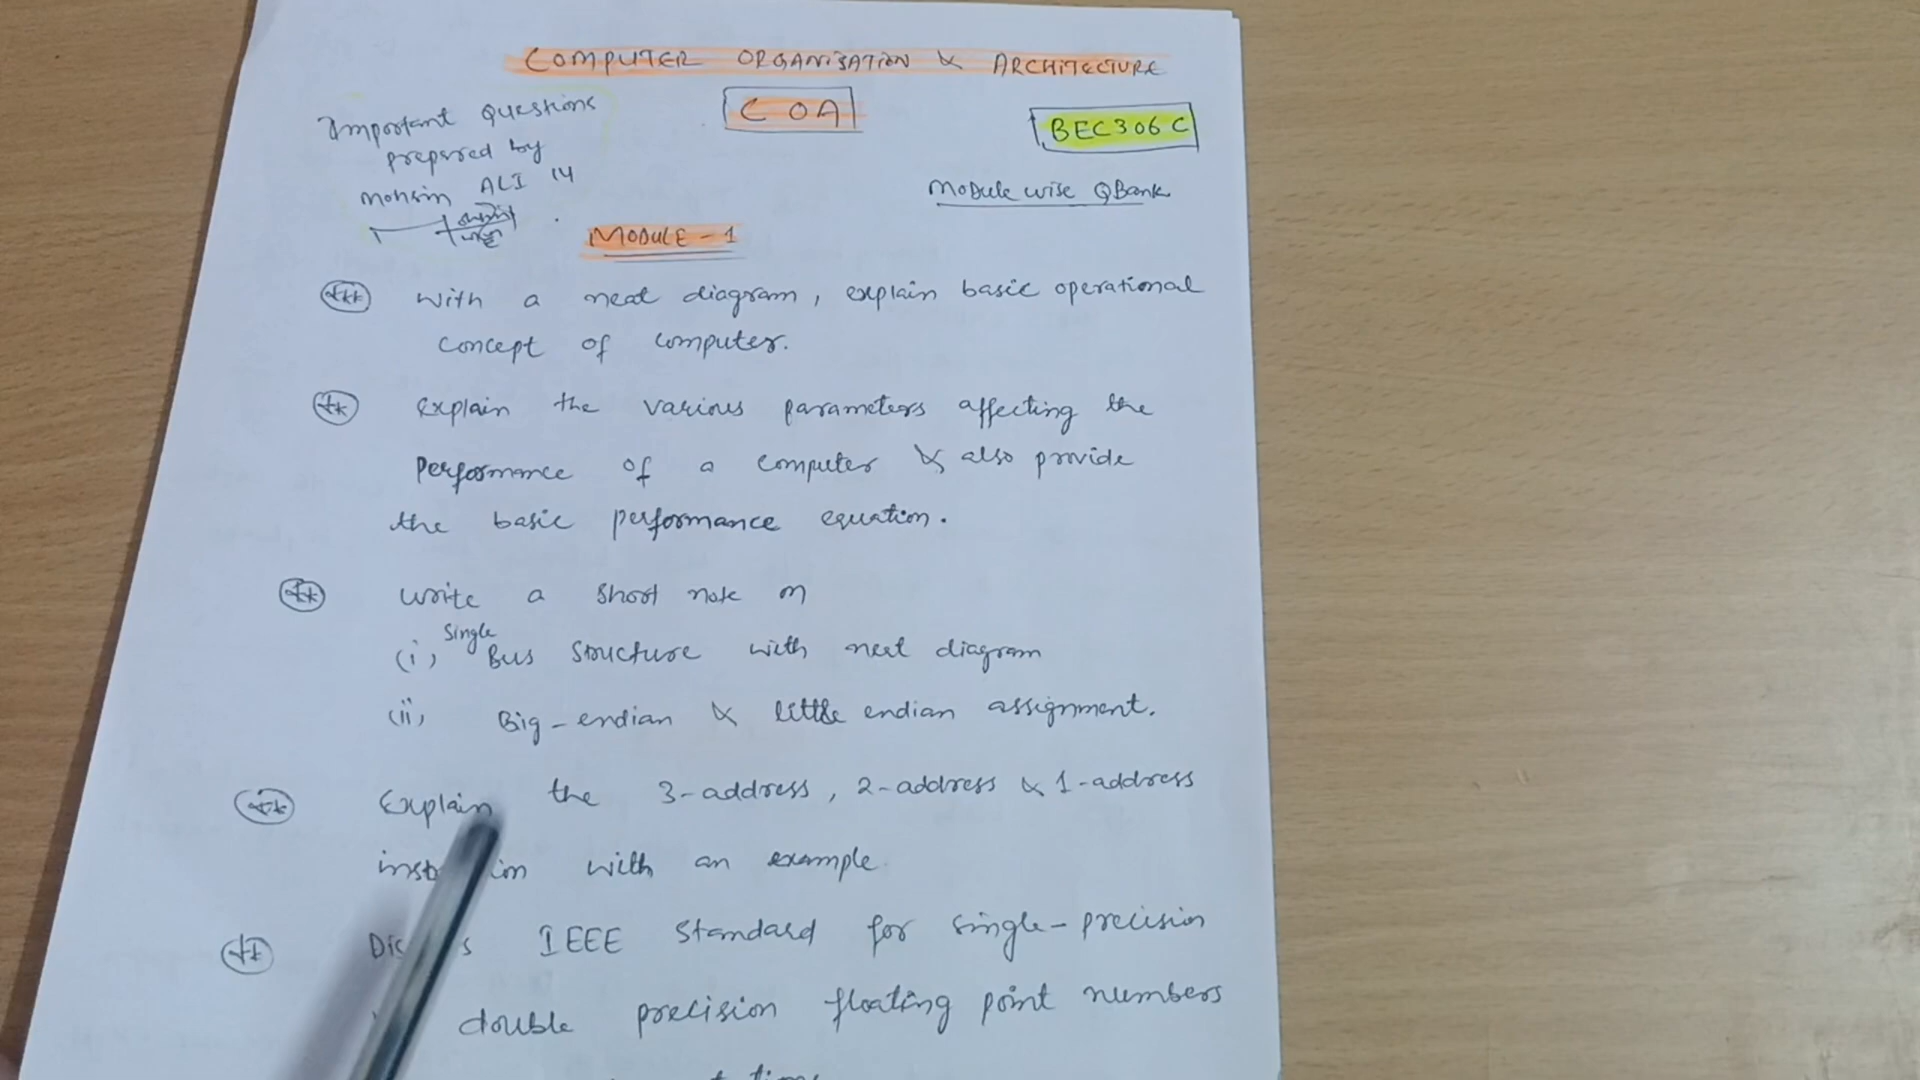 COMPUTER ORGANISATION & ARCHITECTURE
COA
BEC306C
Important Questions
prepared by
Mohsin ALI
Module wise QBank
MODULE - 1
With a neat diagram, explain basic operational
concept of computer.
Explain the various parameters affecting the
performance of a computer & also provide
the basic performance equation.
Write a short note on
(i) Single Bus Structure with neat diagram
(ii) Big-endian & little endian assignment.
Explain the 3-address, 2-address & 1-address
with an example
IEEE standard for single-precision
double precision floating point numbers